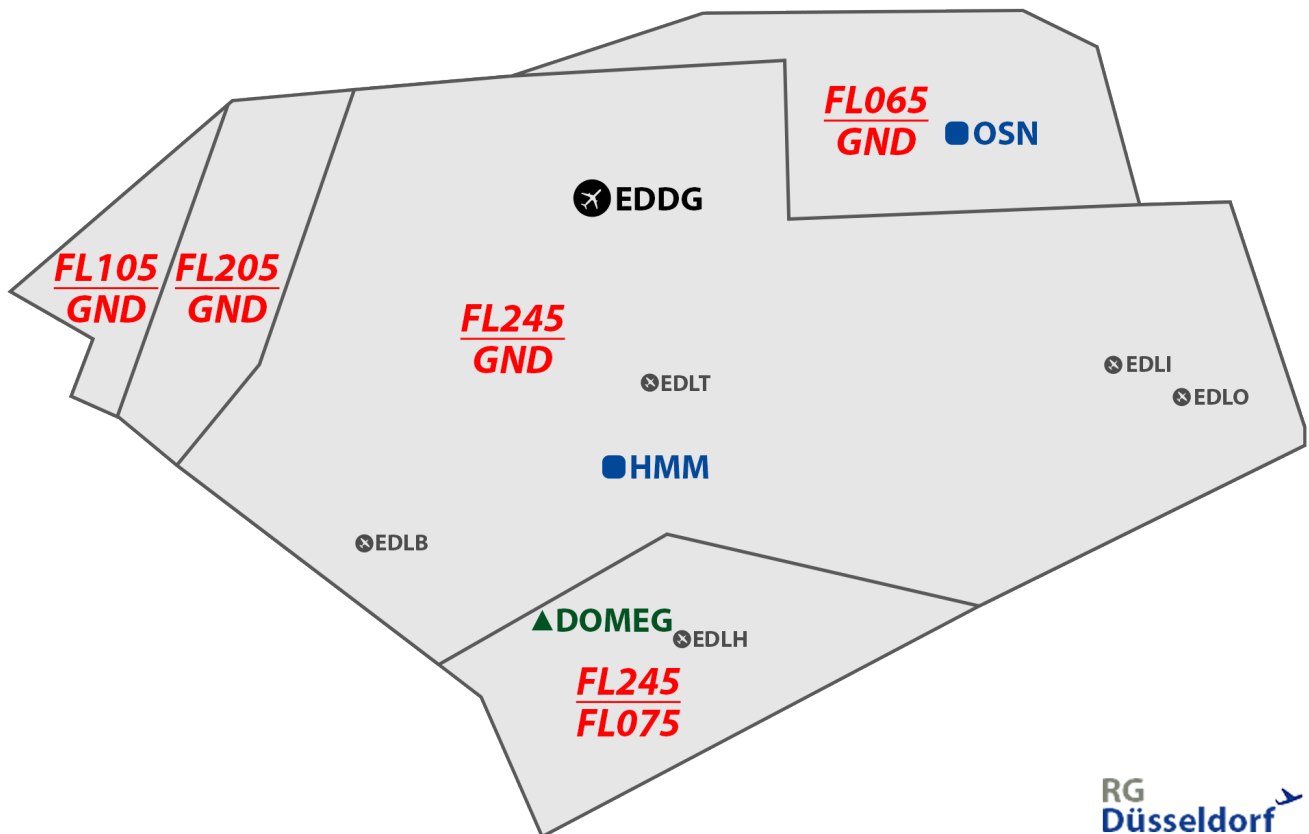 FL065
GND
OSN
EDDG
FL105
GND
FL205
GND
FL245
GND
EDLT
EDLI
EDLO
HMM
EDLB
DOMEG
EDLH
FL245
FL075
RG
Düsseldorf